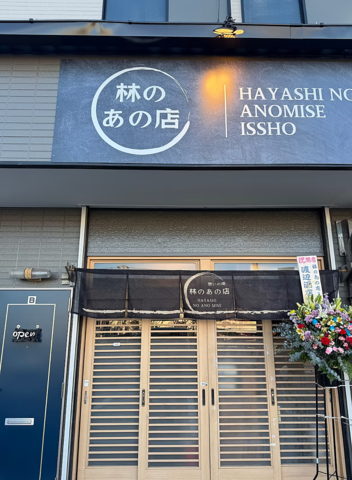 林の
あの店
HAYASHI NO
ANOMISE
ISSHO
林のあの店
HAYASHI
NO ANO MISE
8
open